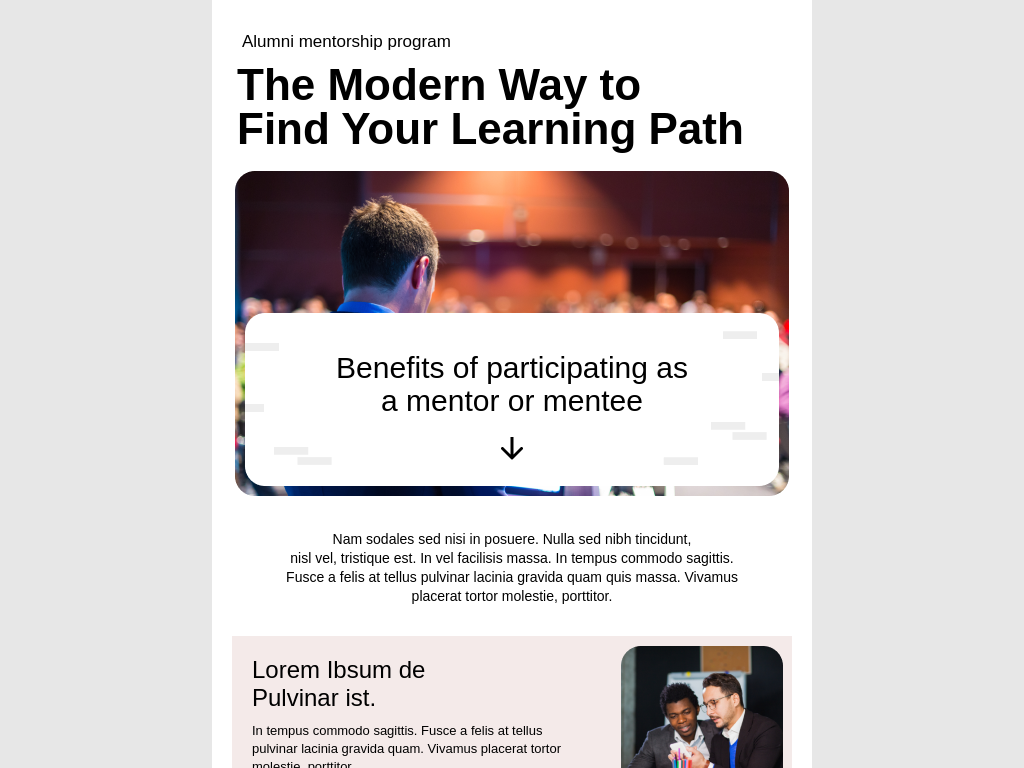 Alumni mentorship program
The Modern Way to
Find Your Learning Path
Benefits of participating as
a mentor or mentee
Nam sodales sed nisi in posuere. Nulla sed nibh tincidunt,
nisl vel, tristique est. In vel facilisis massa. In tempus commodo sagittis.
Fusce a felis at tellus pulvinar lacinia gravida quam quis massa. Vivamus
placerat tortor molestie, porttitor.
Lorem Ibsum de
Pulvinar ist.
In tempus commodo sagittis. Fusce a felis at tellus
pulvinar lacinia gravida quam. Vivamus placerat tortor
molestie, porttitor.